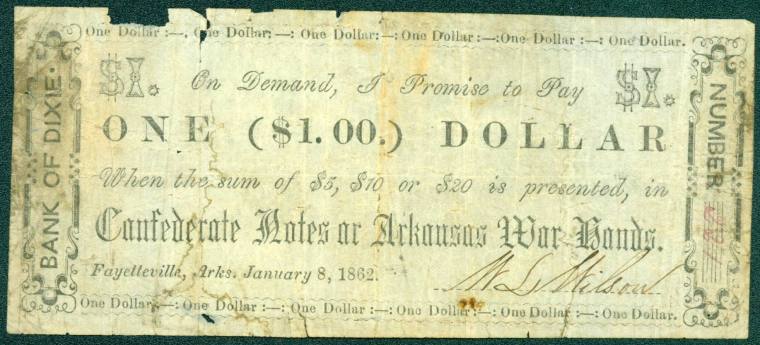 One Dollar :—: One Dollar: —: One Dollar: —: One Dollar :—:One Dollar :—: One Dollar.
BANK OF DIXIE.
$1. On Demand, I Promise to Pay $1.
ONE ($1.00.) DOLLAR
When the sum of $5, $10 or $20 is presented, in
Confederate Notes or Arkansas War Bonds.
Fayetteville, Arks. January 8, 1862.
W L Wilson
NUMBER
One Dollar :—: One Dollar :—: One Dollar :—: One Dollar :—: One Dollar :—: One Dollar.